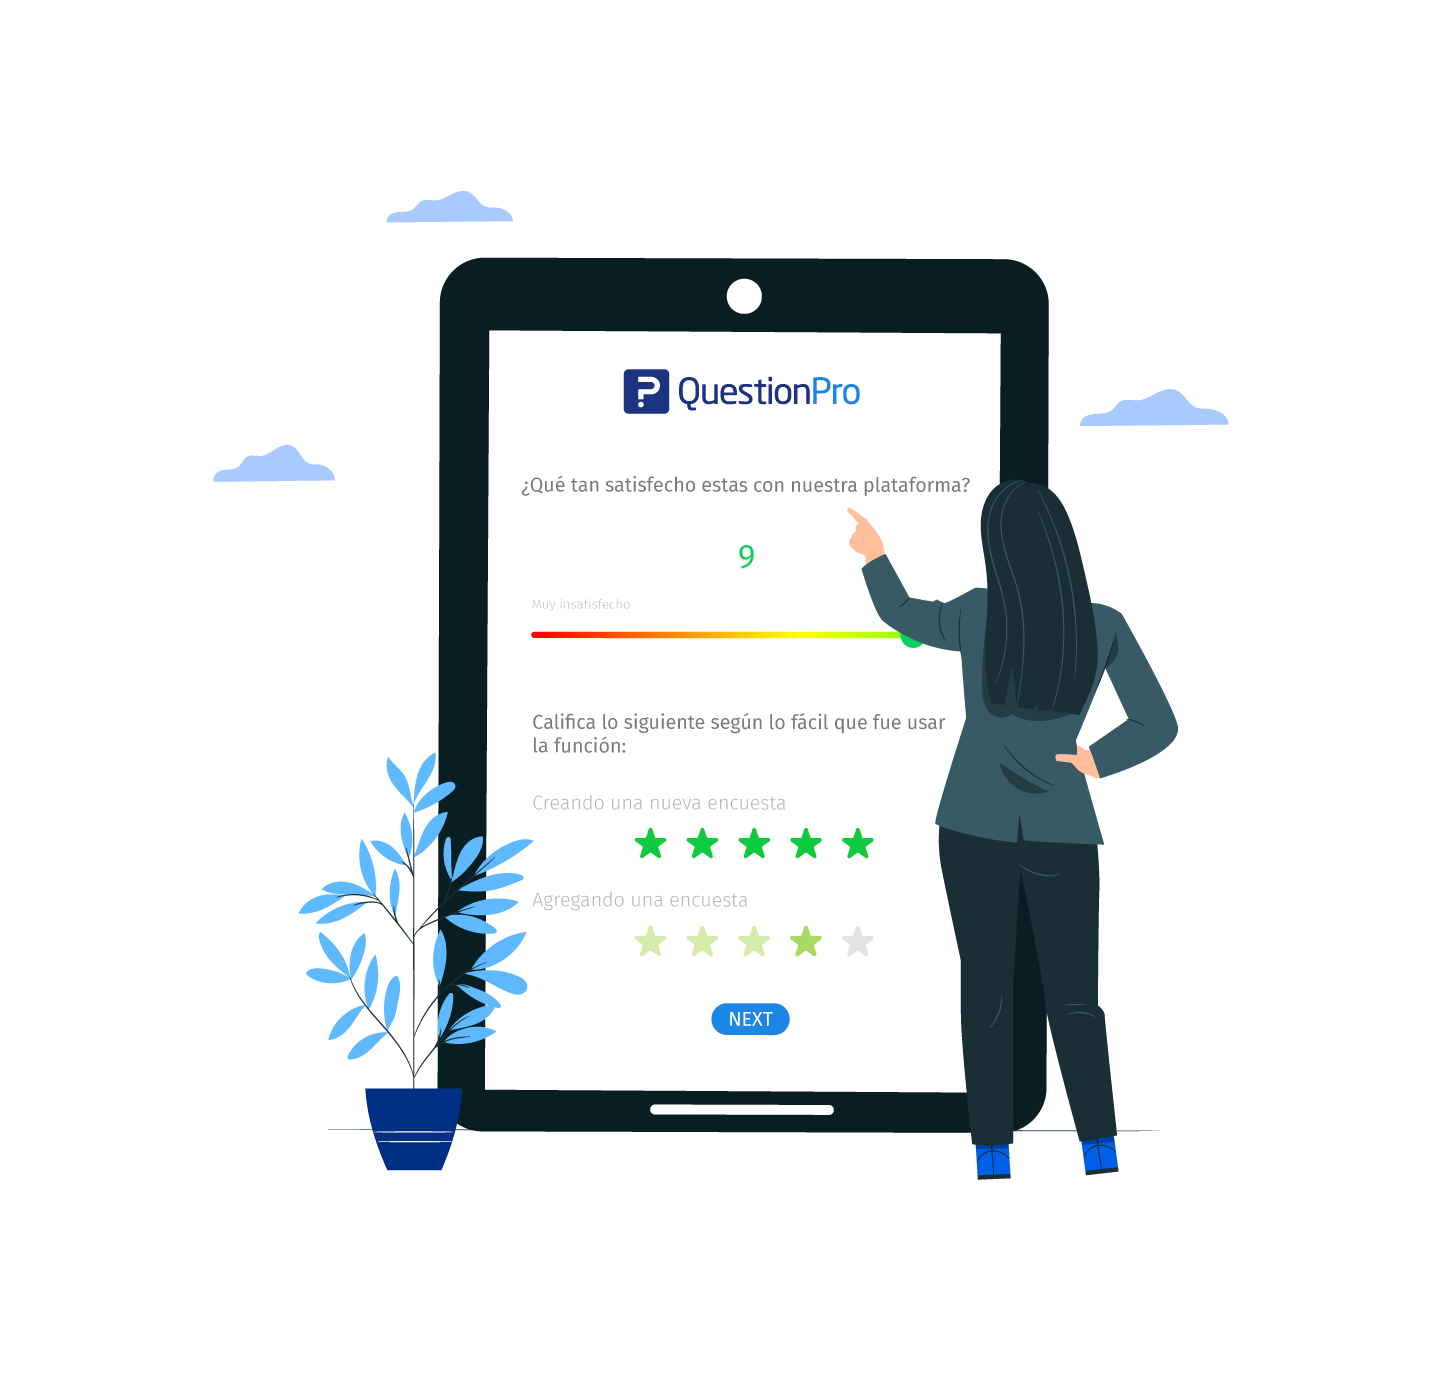 QuestionPro
¿Qué tan satisfecho estas con nuestra plataforma?
9
Muy insatisfecho
Califica lo siguiente según lo fácil que fue usar
la función:
Creando una nueva encuesta
Agregando una encuesta
NEXT